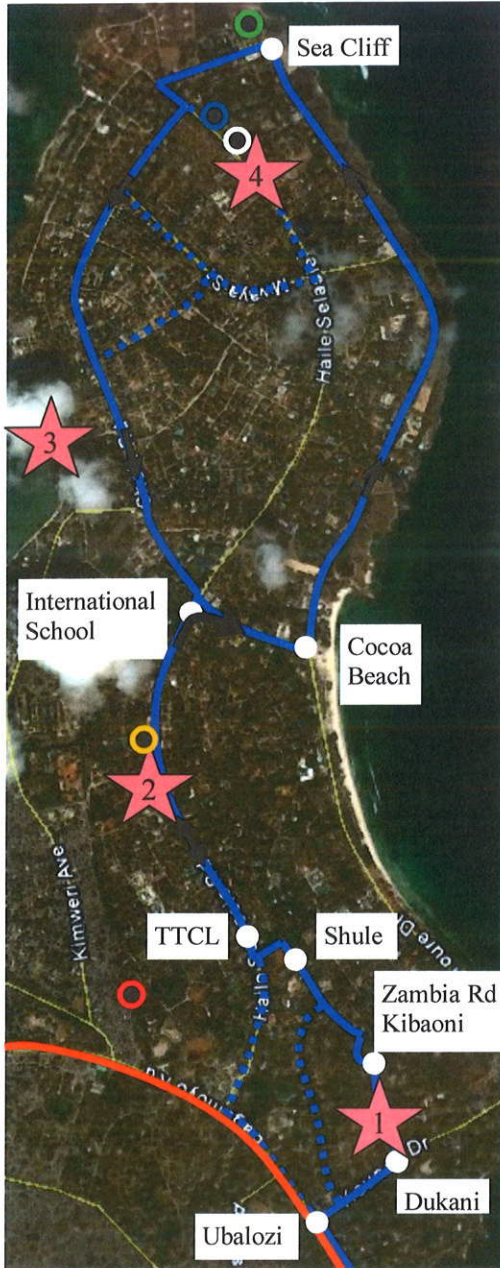 Sea Cliff
4
Haile Selassie
3
International
School
Cocoa
Beach
2
Kimweri Ave
TTCL
Shule
Zambia Rd
Kibaoni
1
Dr
Dukani
Ubalozi